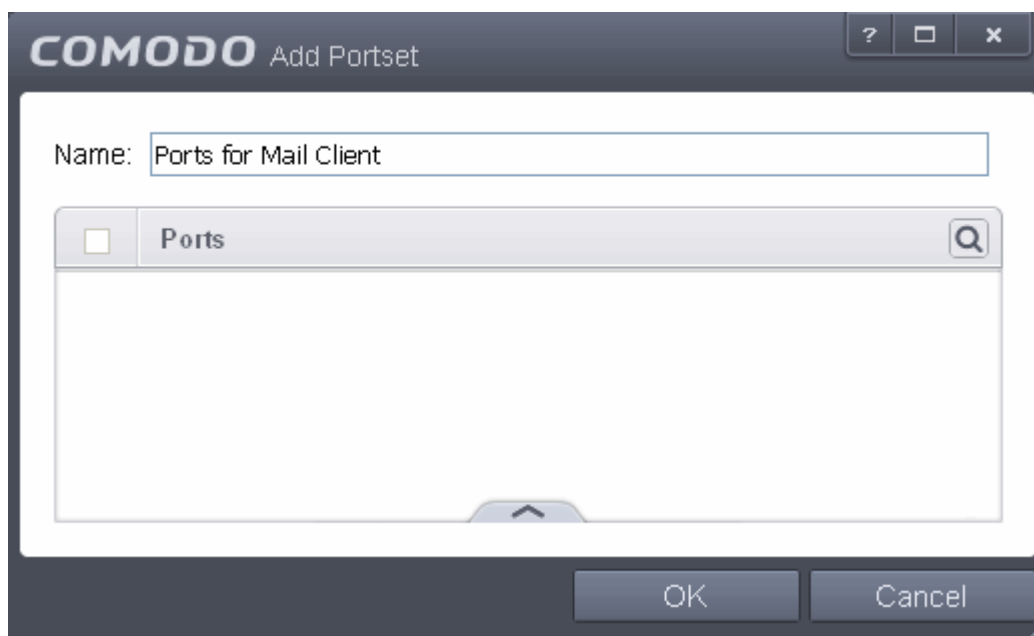 COMODO Add Portset ?
Name: Ports for Mail Client
Ports
OK Cancel